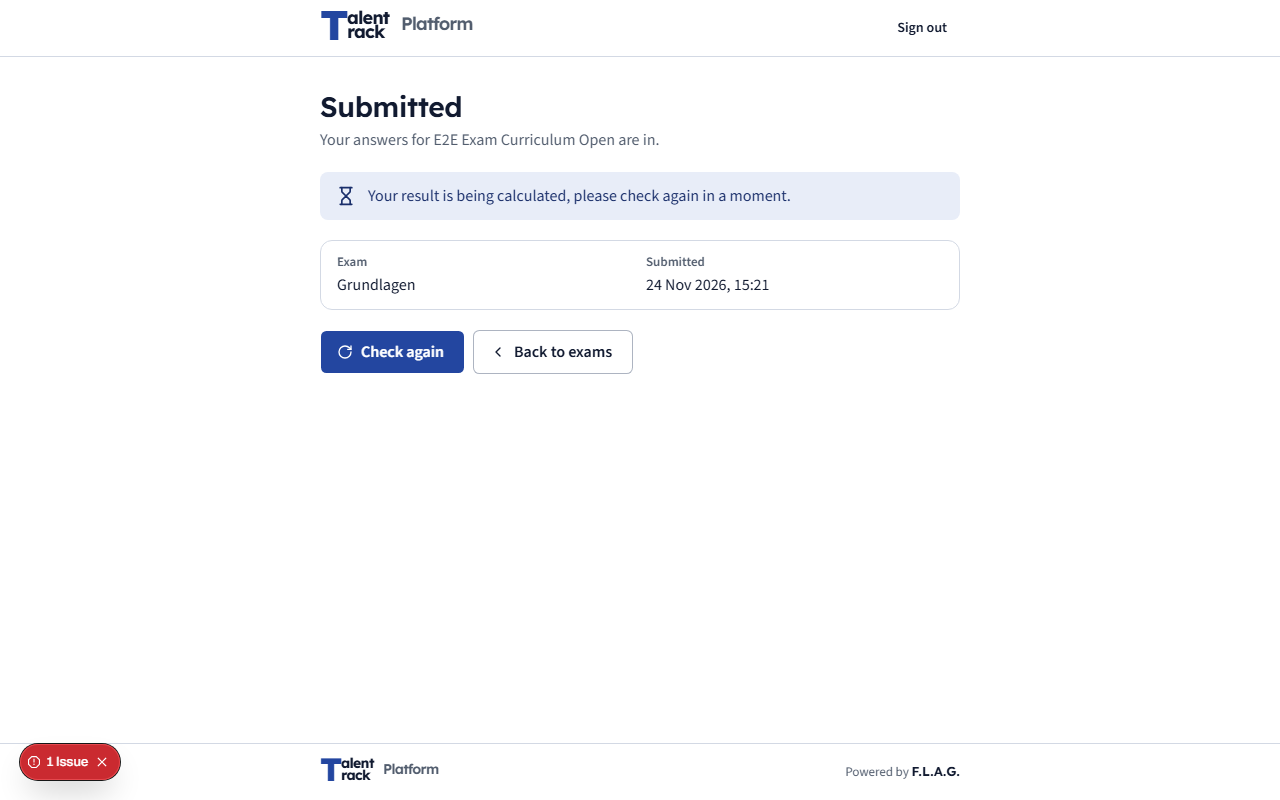 Talent
rack
Platform
Sign out
Submitted
Your answers for E2E Exam Curriculum Open are in.
Your result is being calculated, please check again in a moment.
Exam
Submitted
Grundlagen
24 Nov 2026, 15:21
Check again
Back to exams
1 Issue
Talent
rack
Platform
Powered by F.L.A.G.